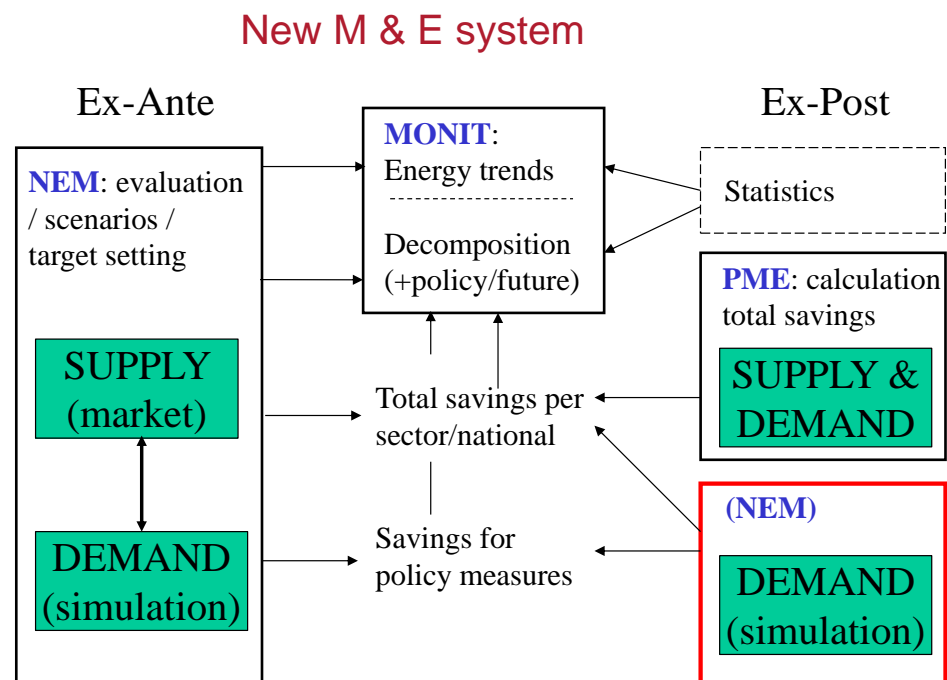 New M & E system
Ex-Ante
NEM: evaluation
/ scenarios /
target setting
SUPPLY
(market)
DEMAND
(simulation)
MONIT:
Energy trends
Decomposition
(+policy/future)
Total savings per
sector/national
Savings for
policy measures
Ex-Post
Statistics
PME: calculation
total savings
SUPPLY &
DEMAND
(NEM)
DEMAND
(simulation)